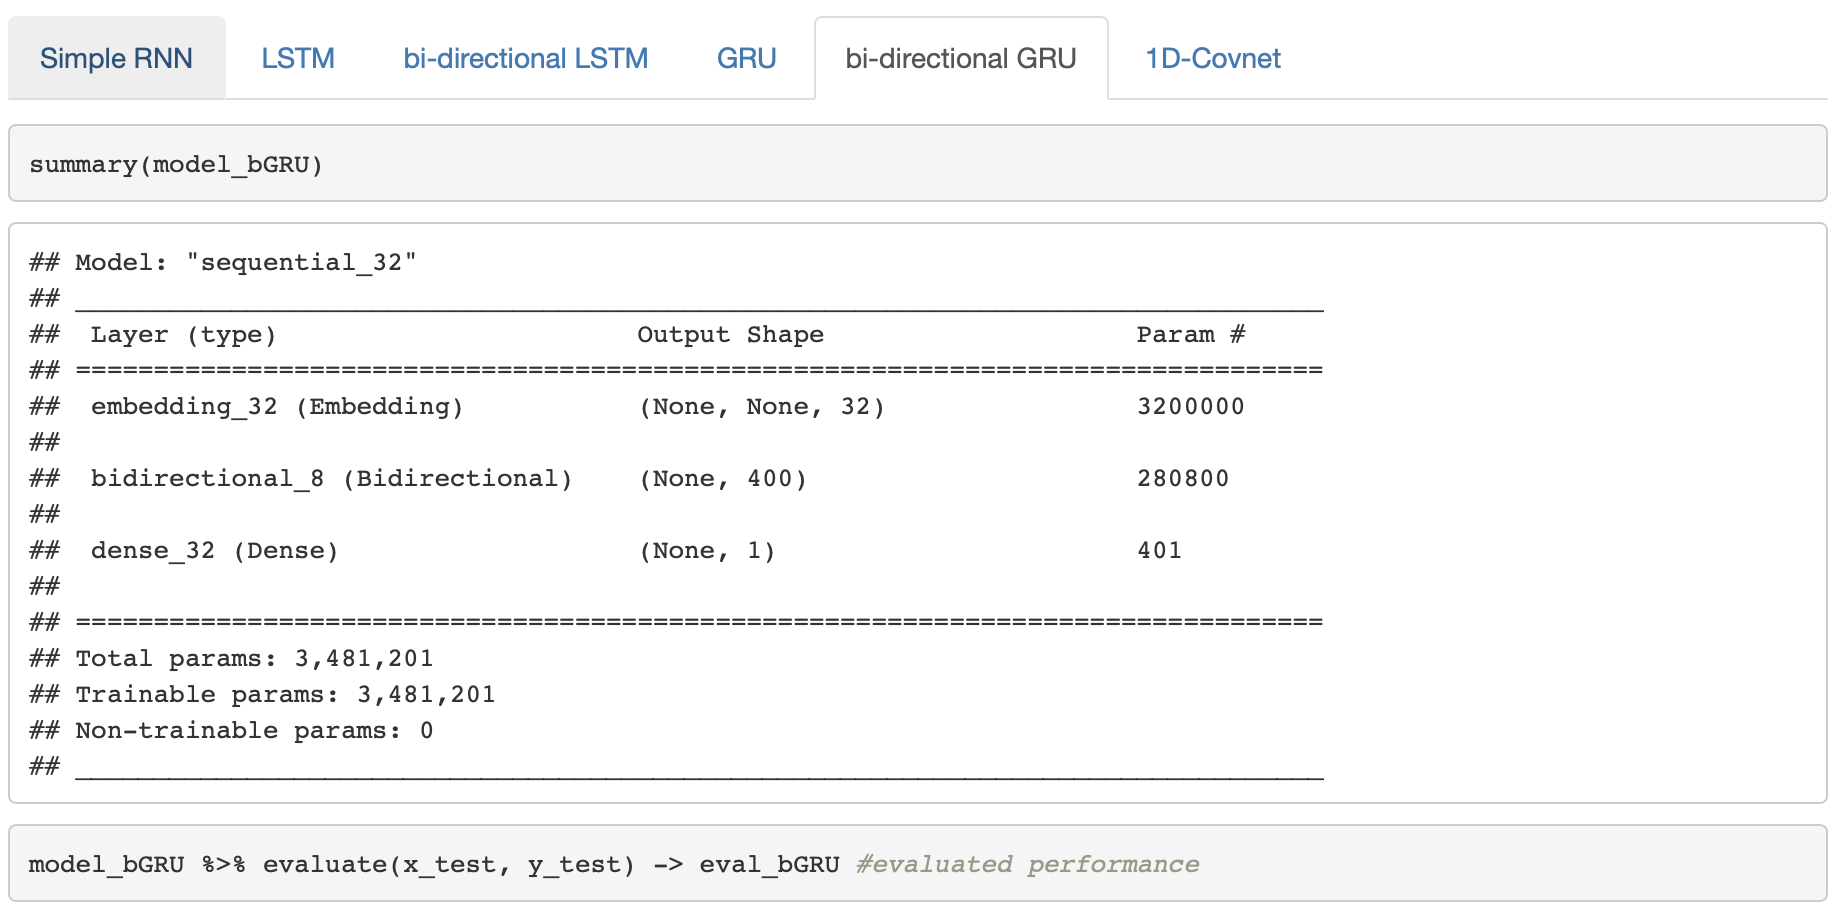 Simple RNN LSTM bi-directional LSTM GRU bi-directional GRU 1D-Covnet
summary(model_bGRU)
## Model: "sequential_32"
## ________________________________________________________________________________
##  Layer (type)                       Output Shape                    Param #
## ================================================================================
##  embedding_32 (Embedding)           (None, None, 32)                3200000
##
##  bidirectional_8 (Bidirectional)    (None, 400)                     280800
##
##  dense_32 (Dense)                   (None, 1)                       401
##
## ================================================================================
## Total params: 3,481,201
## Trainable params: 3,481,201
## Non-trainable params: 0
## ________________________________________________________________________________
model_bGRU %>% evaluate(x_test, y_test) -> eval_bGRU #evaluated performance